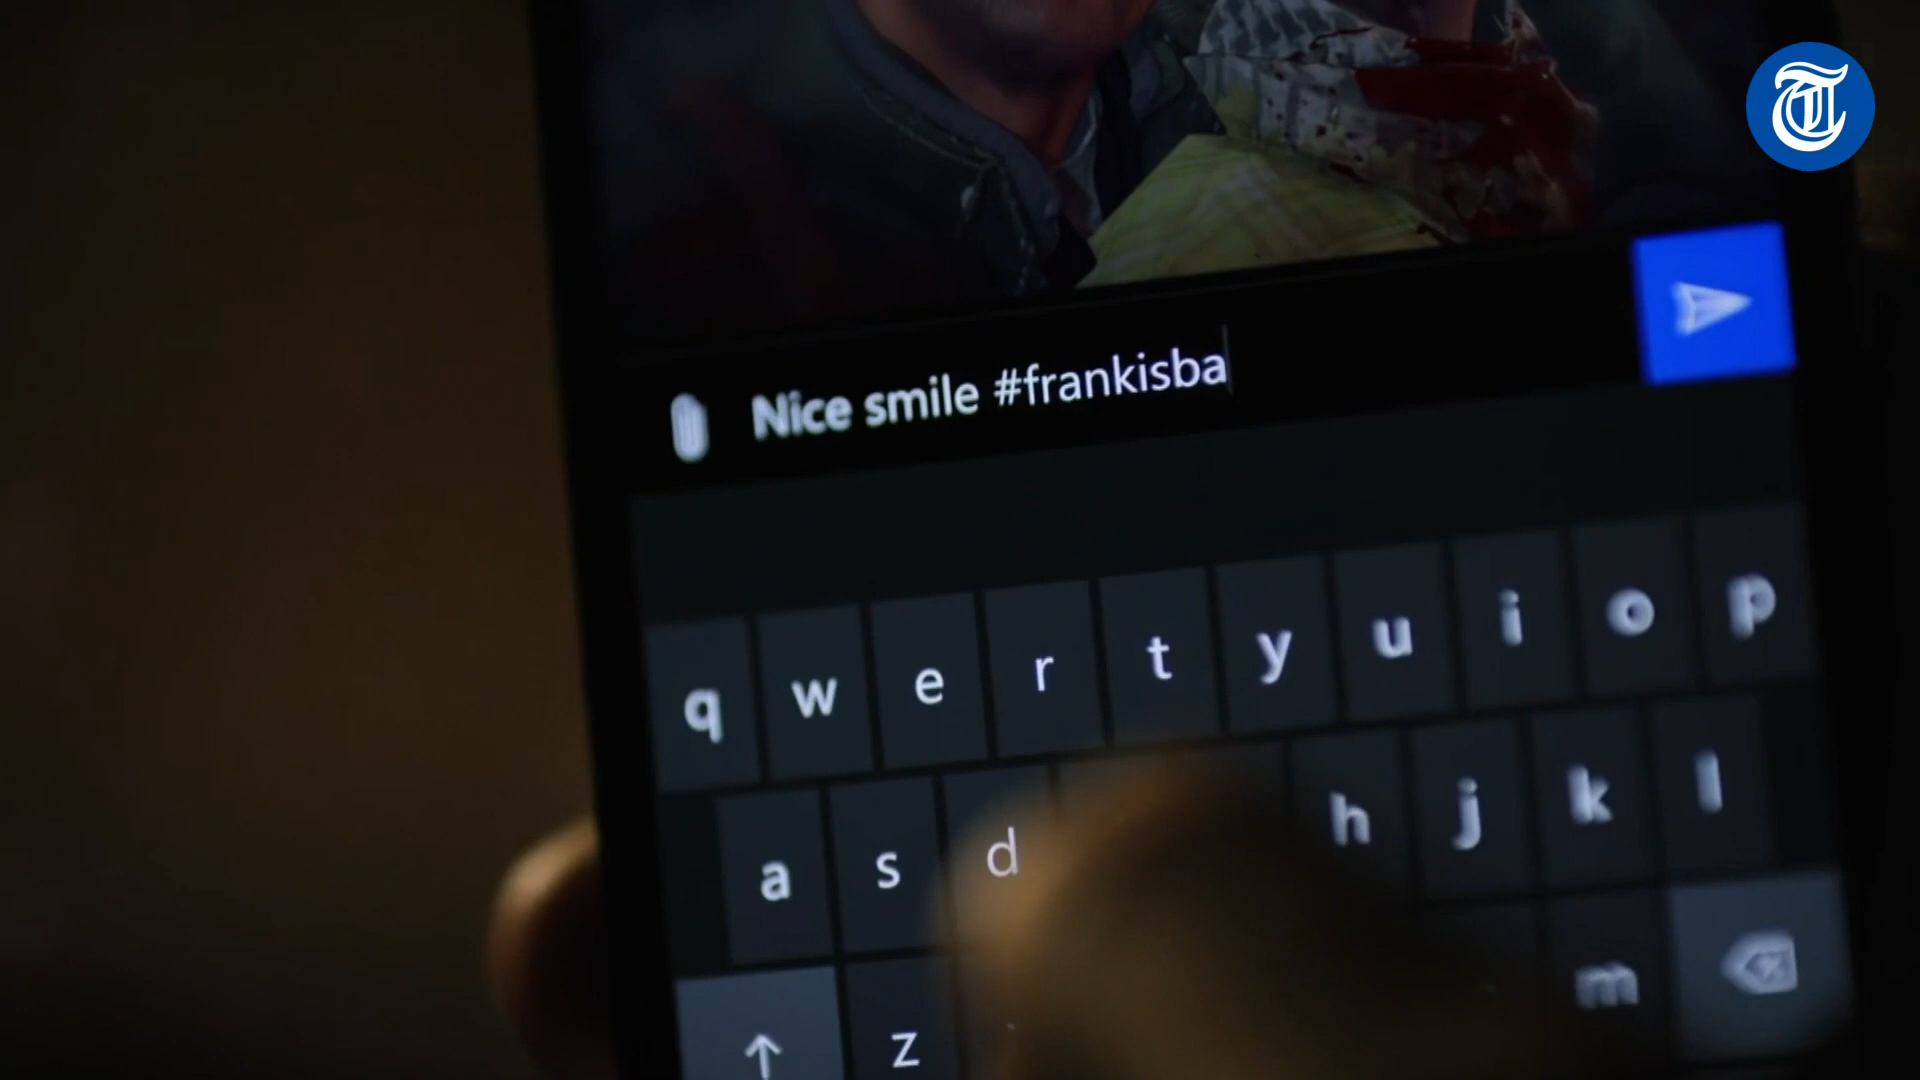 T
Nice smile #frankisba
q w e r t y u i o p
a s d h j k l
z m